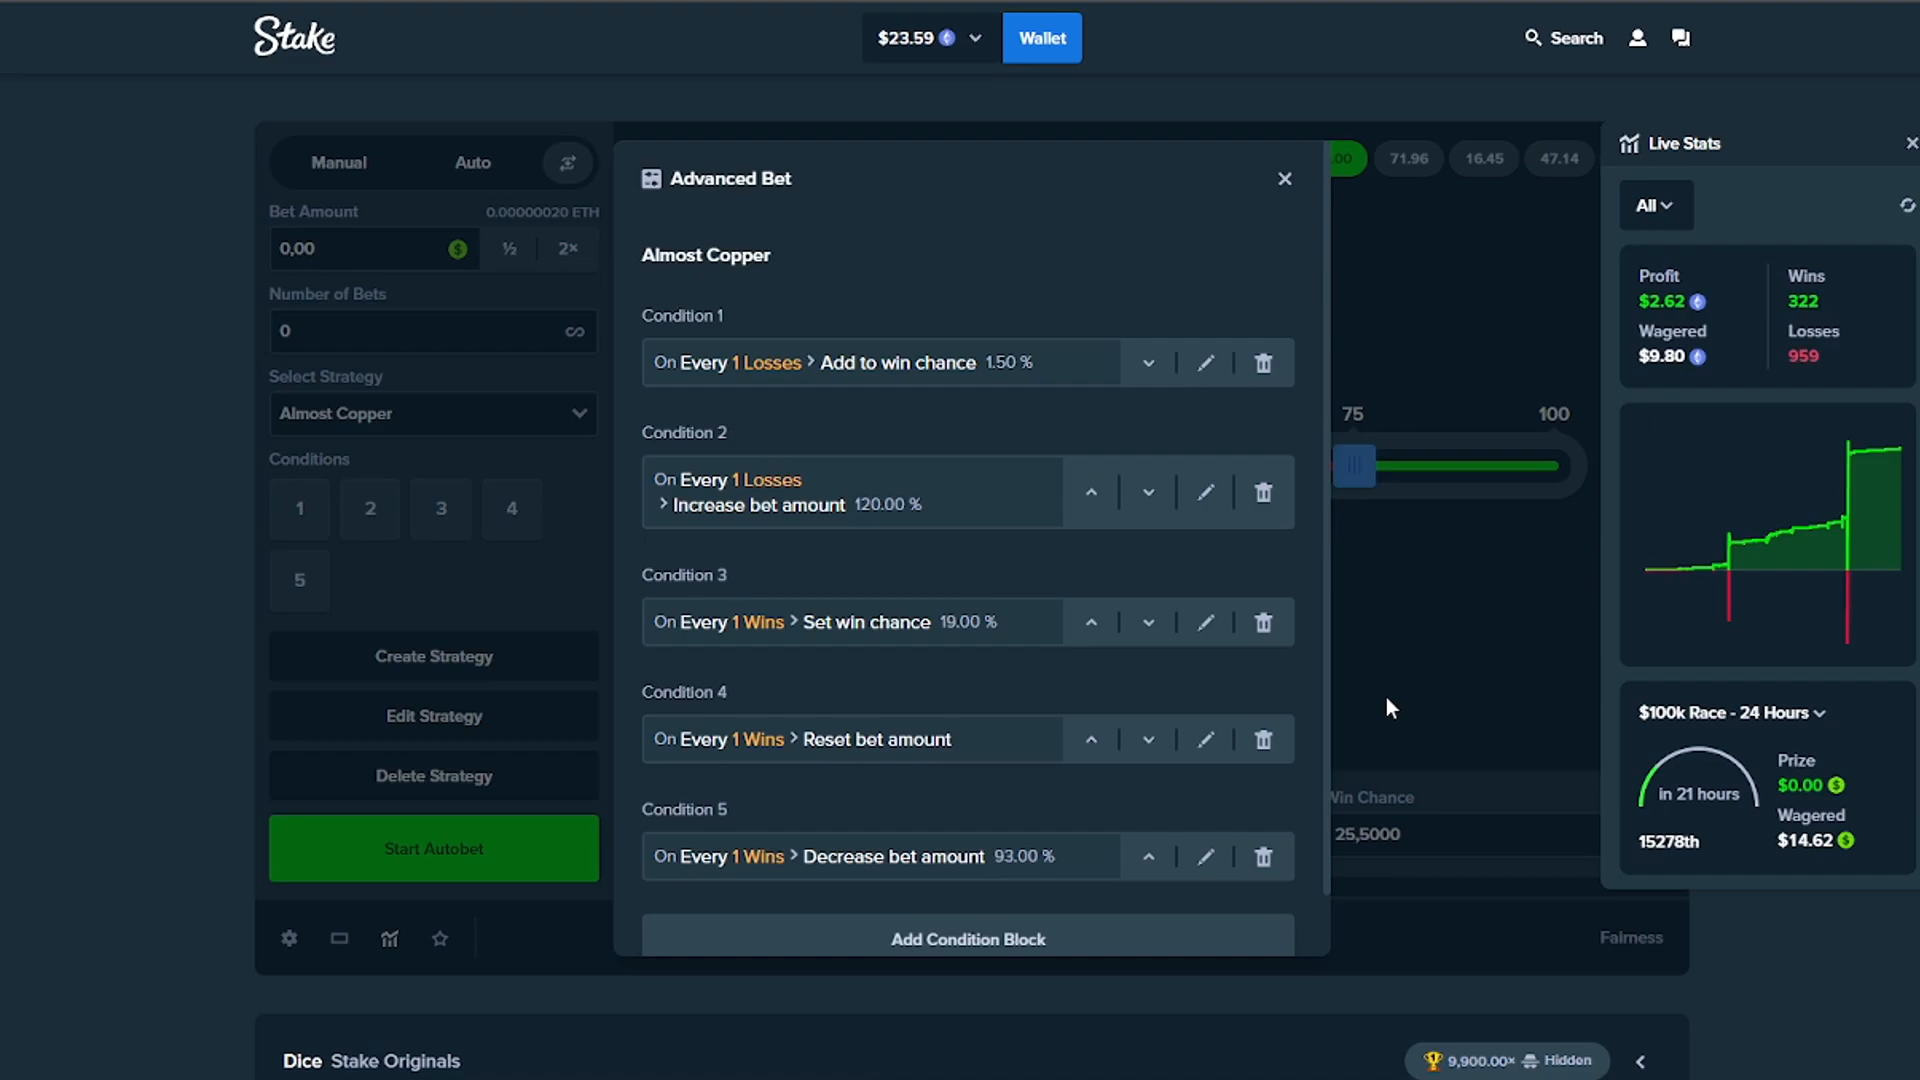 Stake
$23.59
Wallet
Search
Manual
Auto
Bet Amount
0.00000020 ETH
0,00
½
2×
Number of Bets
0
∞
Select Strategy
Almost Copper
Conditions
1
2
3
4
5
Create Strategy
Edit Strategy
Delete Strategy
Start Autobet
Advanced Bet
Almost Copper
Condition 1
On Every 1 Losses > Add to win chance 1.50 %
Condition 2
On Every 1 Losses
> Increase bet amount 120.00 %
Condition 3
On Every 1 Wins > Set win chance 19.00 %
Condition 4
On Every 1 Wins > Reset bet amount
Condition 5
On Every 1 Wins > Decrease bet amount 93.00 %
Add Condition Block
.00
71.96
16.45
47.14
75
100
Win Chance
25,5000
Live Stats
All
Profit
$2.62
Wagered
$9.80
Wins
322
Losses
959
$100k Race - 24 Hours
in 21 hours
15278th
Prize
$0.00
Wagered
$14.62
Fairness
Dice Stake Originals
9,900.00× Hidden